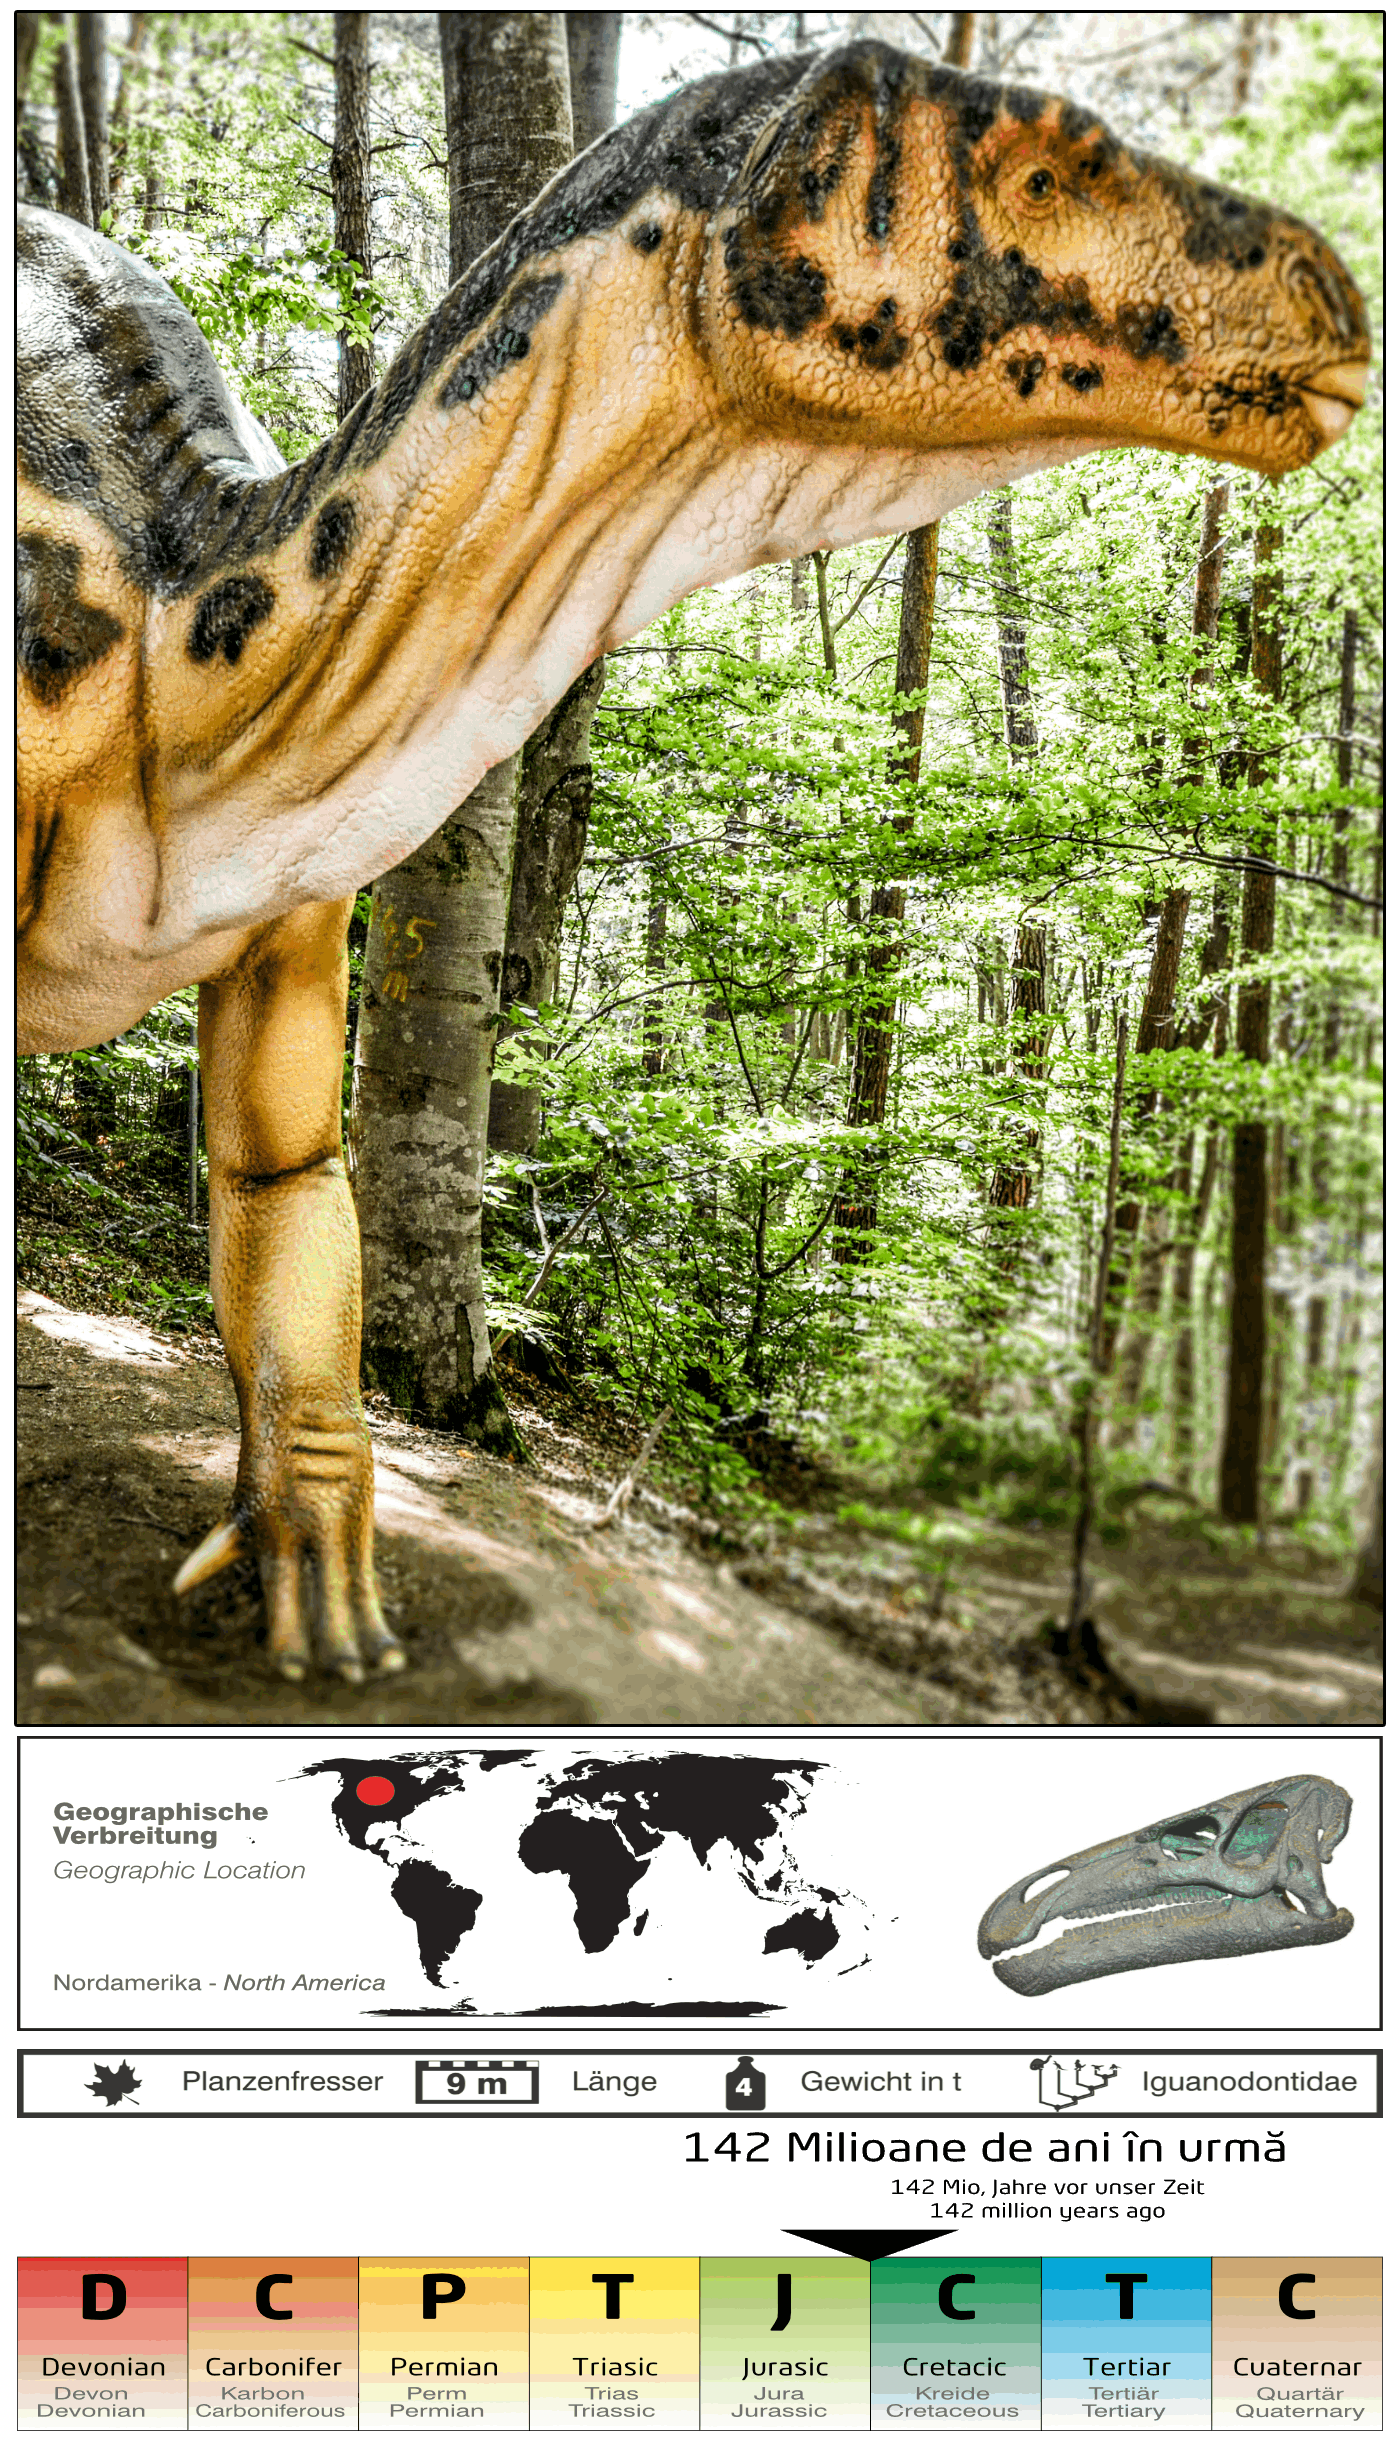 5
m
Geographische
Verbreitung
Geographic Location
Nordamerika - North America
Planzenfresser
9 m
Länge
4
Gewicht in t
Iguanodontidae
142 Milioane de ani în urmă
142 Mio, Jahre vor unser Zeit
142 million years ago
D C P T J C T C
Devonian Carbonifer Permian Triasic Jurasic Cretacic Tertiar Cuaternar
Devon Karbon Perm Trias Jura Kreide Tertiär Quartär
Devonian Carboniferous Permian Triassic Jurassic Cretaceous Tertiary Quaternary